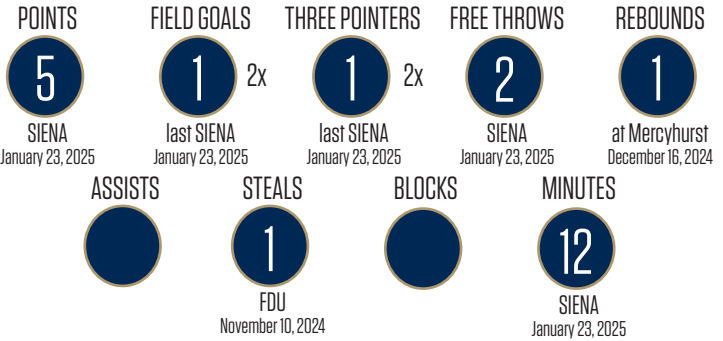 POINTS FIELD GOALS THREE POINTERS FREE THROWS REBOUNDS
5 1 2x 1 2x 2 1
SIENA last SIENA last SIENA SIENA at Mercyhurst
January 23, 2025 January 23, 2025 January 23, 2025 January 23, 2025 December 16, 2024
ASSISTS STEALS BLOCKS MINUTES
1 12
FDU SIENA
November 10, 2024 January 23, 2025